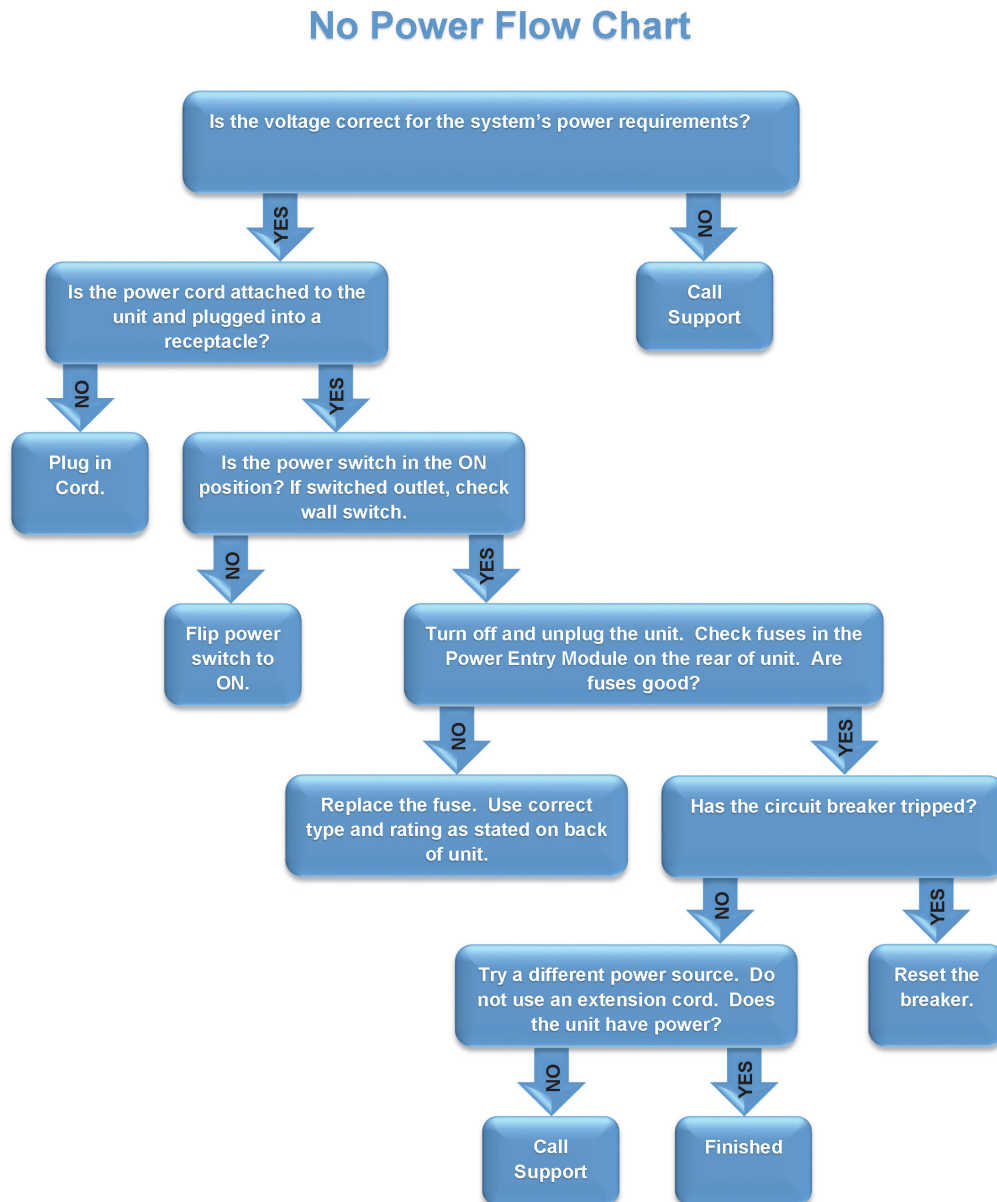 No Power Flow Chart
Is the voltage correct for the system’s power requirements?
YES
NO
Is the power cord attached to the
unit and plugged into a
receptacle?
Call
Support
NO
YES
Plug in
Cord.
Is the power switch in the ON
position? If switched outlet, check
wall switch.
NO
YES
Flip power
switch to
ON.
Turn off and unplug the unit.  Check fuses in the
Power Entry Module on the rear of unit.  Are
fuses good?
NO
YES
Replace the fuse.  Use correct
type and rating as stated on back
of unit.
Has the circuit breaker tripped?
NO
YES
Try a different power source.  Do
not use an extension cord.  Does
the unit have power?
Reset the
breaker.
NO
YES
Call
Support
Finished